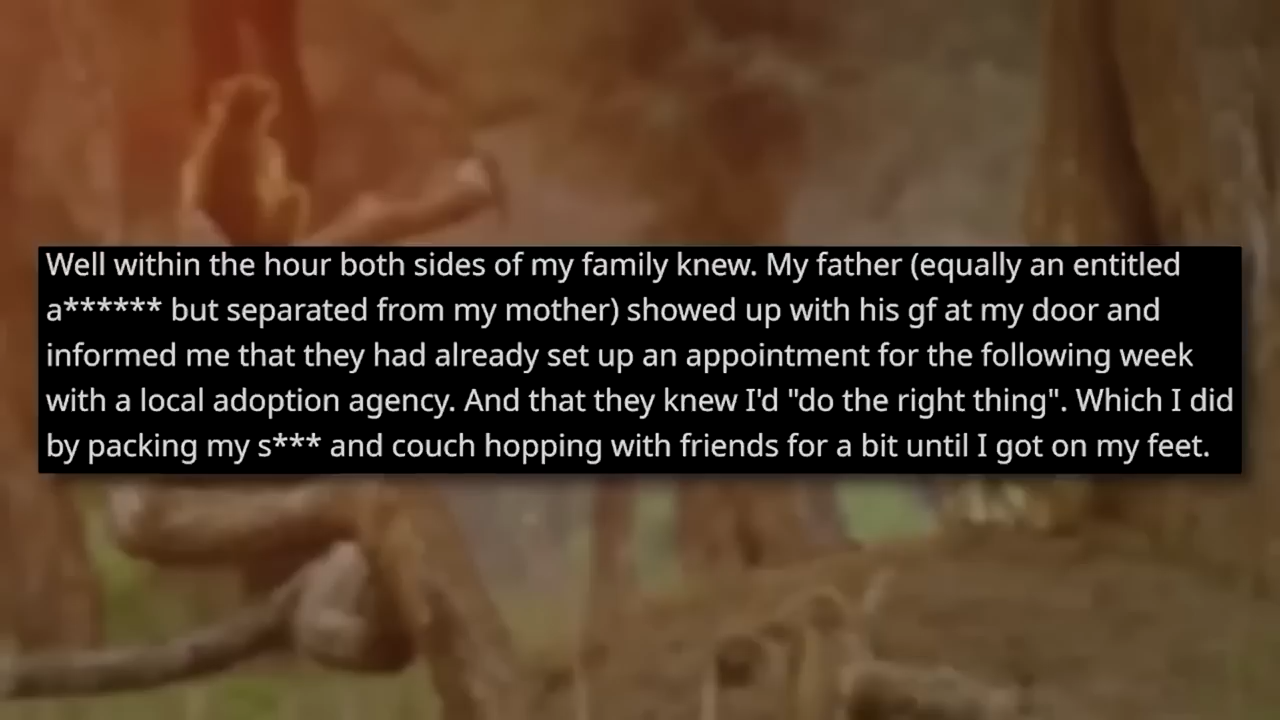 Well within the hour both sides of my family knew. My father (equally an entitled
a****** but separated from my mother) showed up with his gf at my door and
informed me that they had already set up an appointment for the following week
with a local adoption agency. And that they knew I'd "do the right thing". Which I did
by packing my s*** and couch hopping with friends for a bit until I got on my feet.